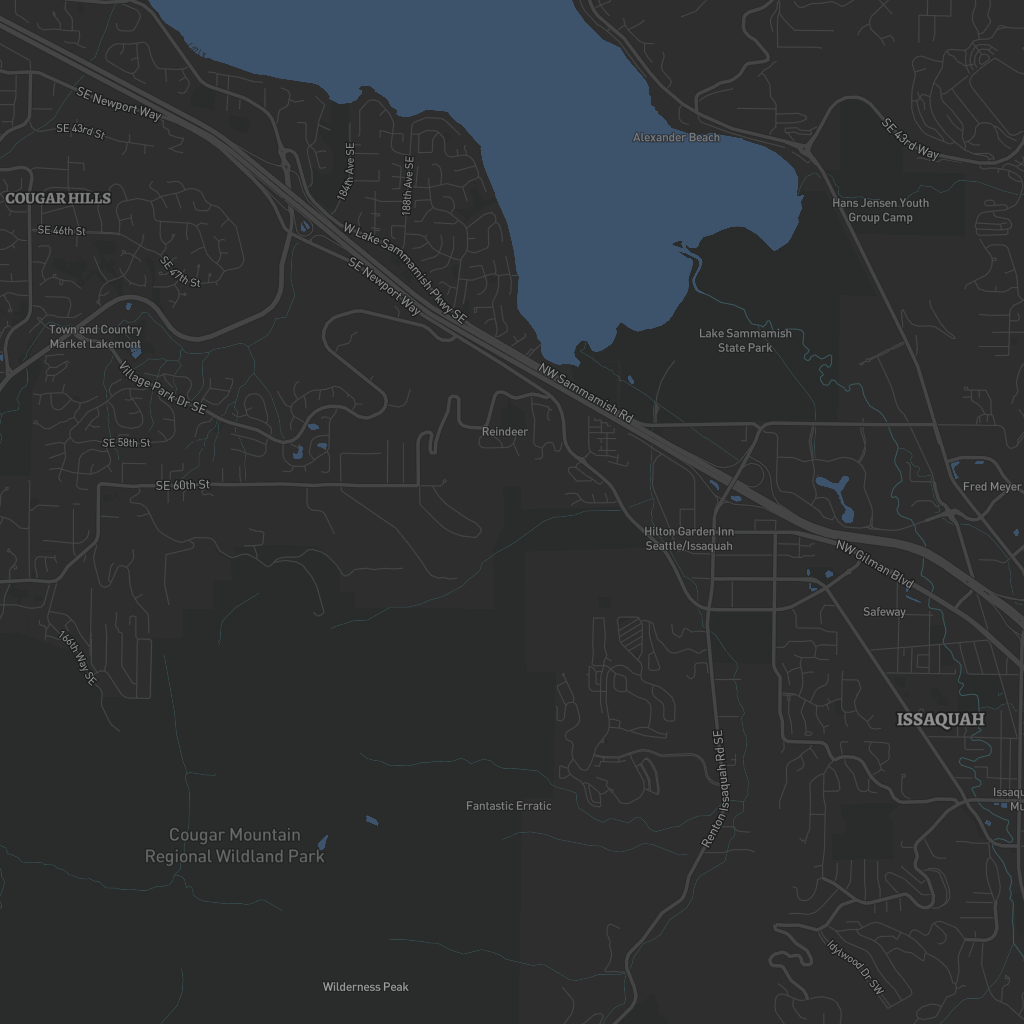 SE Newport Way
SE 43rd St
Alexander Beach
SE 43rd Way
184th Ave SE
188th Ave SE
COUGAR HILLS
Hans Jensen Youth
Group Camp
SE 46th St
W Lake Sammamish Pkwy SE
SE 47th St
SE Newport Way
Town and Country
Market Lakemont
Lake Sammamish
State Park
Village Park Dr SE
NW Sammamish Rd
Reindeer
SE 58th St
SE 60th St
Fred Meyer
Hilton Garden Inn
Seattle/Issaquah
NW Gilman Blvd
Safeway
166th Way SE
ISSAQUAH
Renton Issaquah Rd SE
Fantastic Erratic
Issaqu
Mu
Cougar Mountain
Regional Wildland Park
Idylwood Dr SW
Wilderness Peak